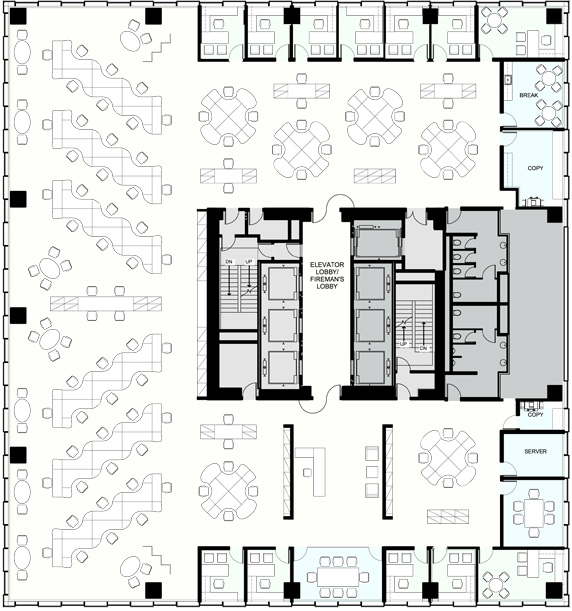 BREAK
COPY
ELEVATOR
LOBBY/
FIREMAN'S
LOBBY
DN UP
UP DN
COPY
SERVER